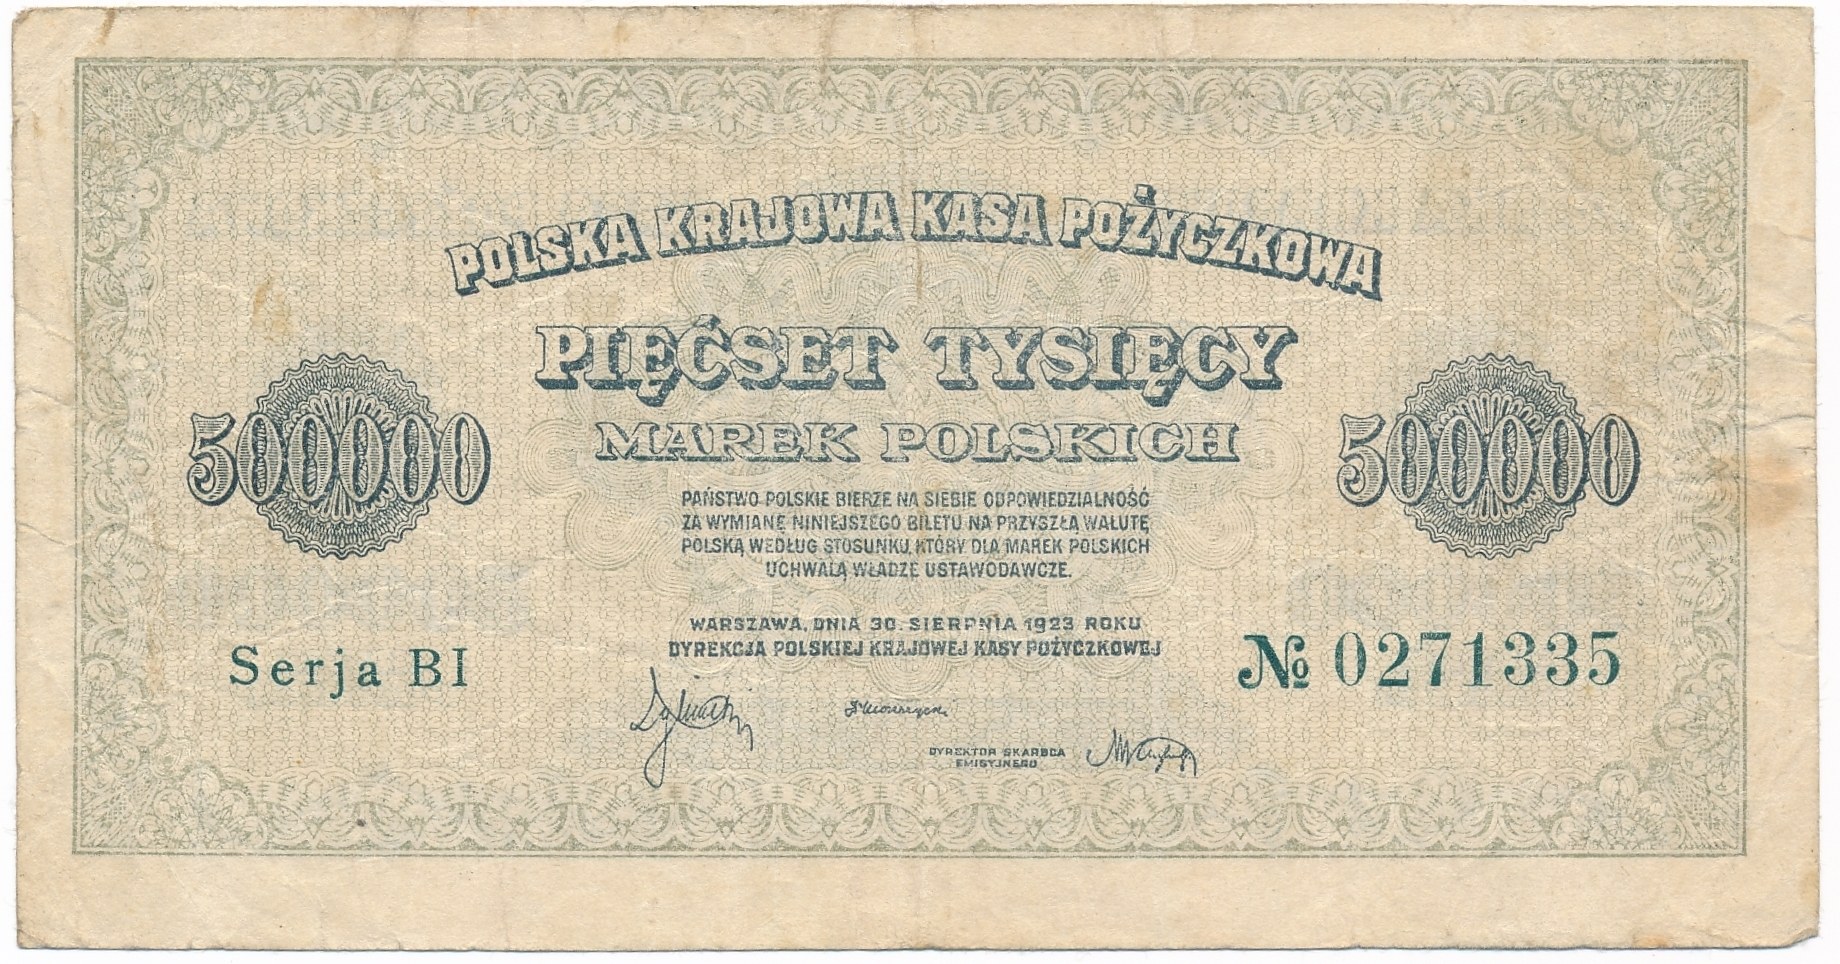 POLSKA KRAJOWA KASA POŻYCZKOWA
PIĘĆSET TYSIĘCY
MAREK POLSKICH
500000
500000
PAŃSTWO POLSKIE BIERZE NA SIEBIE ODPOWIEDZIALNOŚĆ
ZA WYMIANĘ NINIEJSZEGO BILETU NA PRZYSZŁĄ WALUTĘ
POLSKĄ WEDŁUG STOSUNKU, KTÓRY DLA MAREK POLSKICH
UCHWALĄ WŁADZE USTAWODAWCZE.
WARSZAWA, DNIA 30. SIERPNIA 1923 ROKU
DYREKCJA POLSKIEJ KRAJOWEJ KASY POŻYCZKOWEJ
Serja BI
№ 0271335
DYREKTOR SKARBCA
EMISYJNEGO